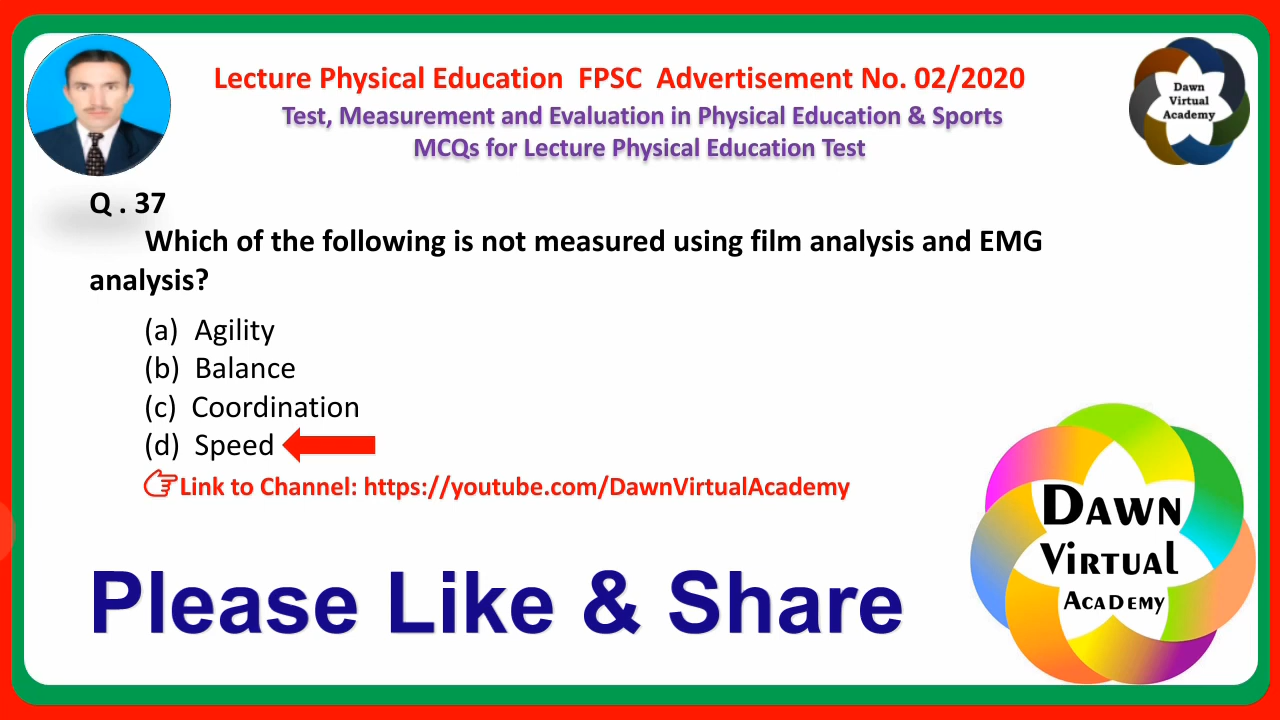 Lecture Physical Education FPSC Advertisement No. 02/2020
Test, Measurement and Evaluation in Physical Education & Sports
MCQs for Lecture Physical Education Test
Dawn
Virtual
Academy
Q . 37
Which of the following is not measured using film analysis and EMG
analysis?
(a) Agility
(b) Balance
(c) Coordination
(d) Speed
Link to Channel: https://youtube.com/DawnVirtualAcademy
Please Like & Share
DAWN
VIRTUAL
ACADEMY